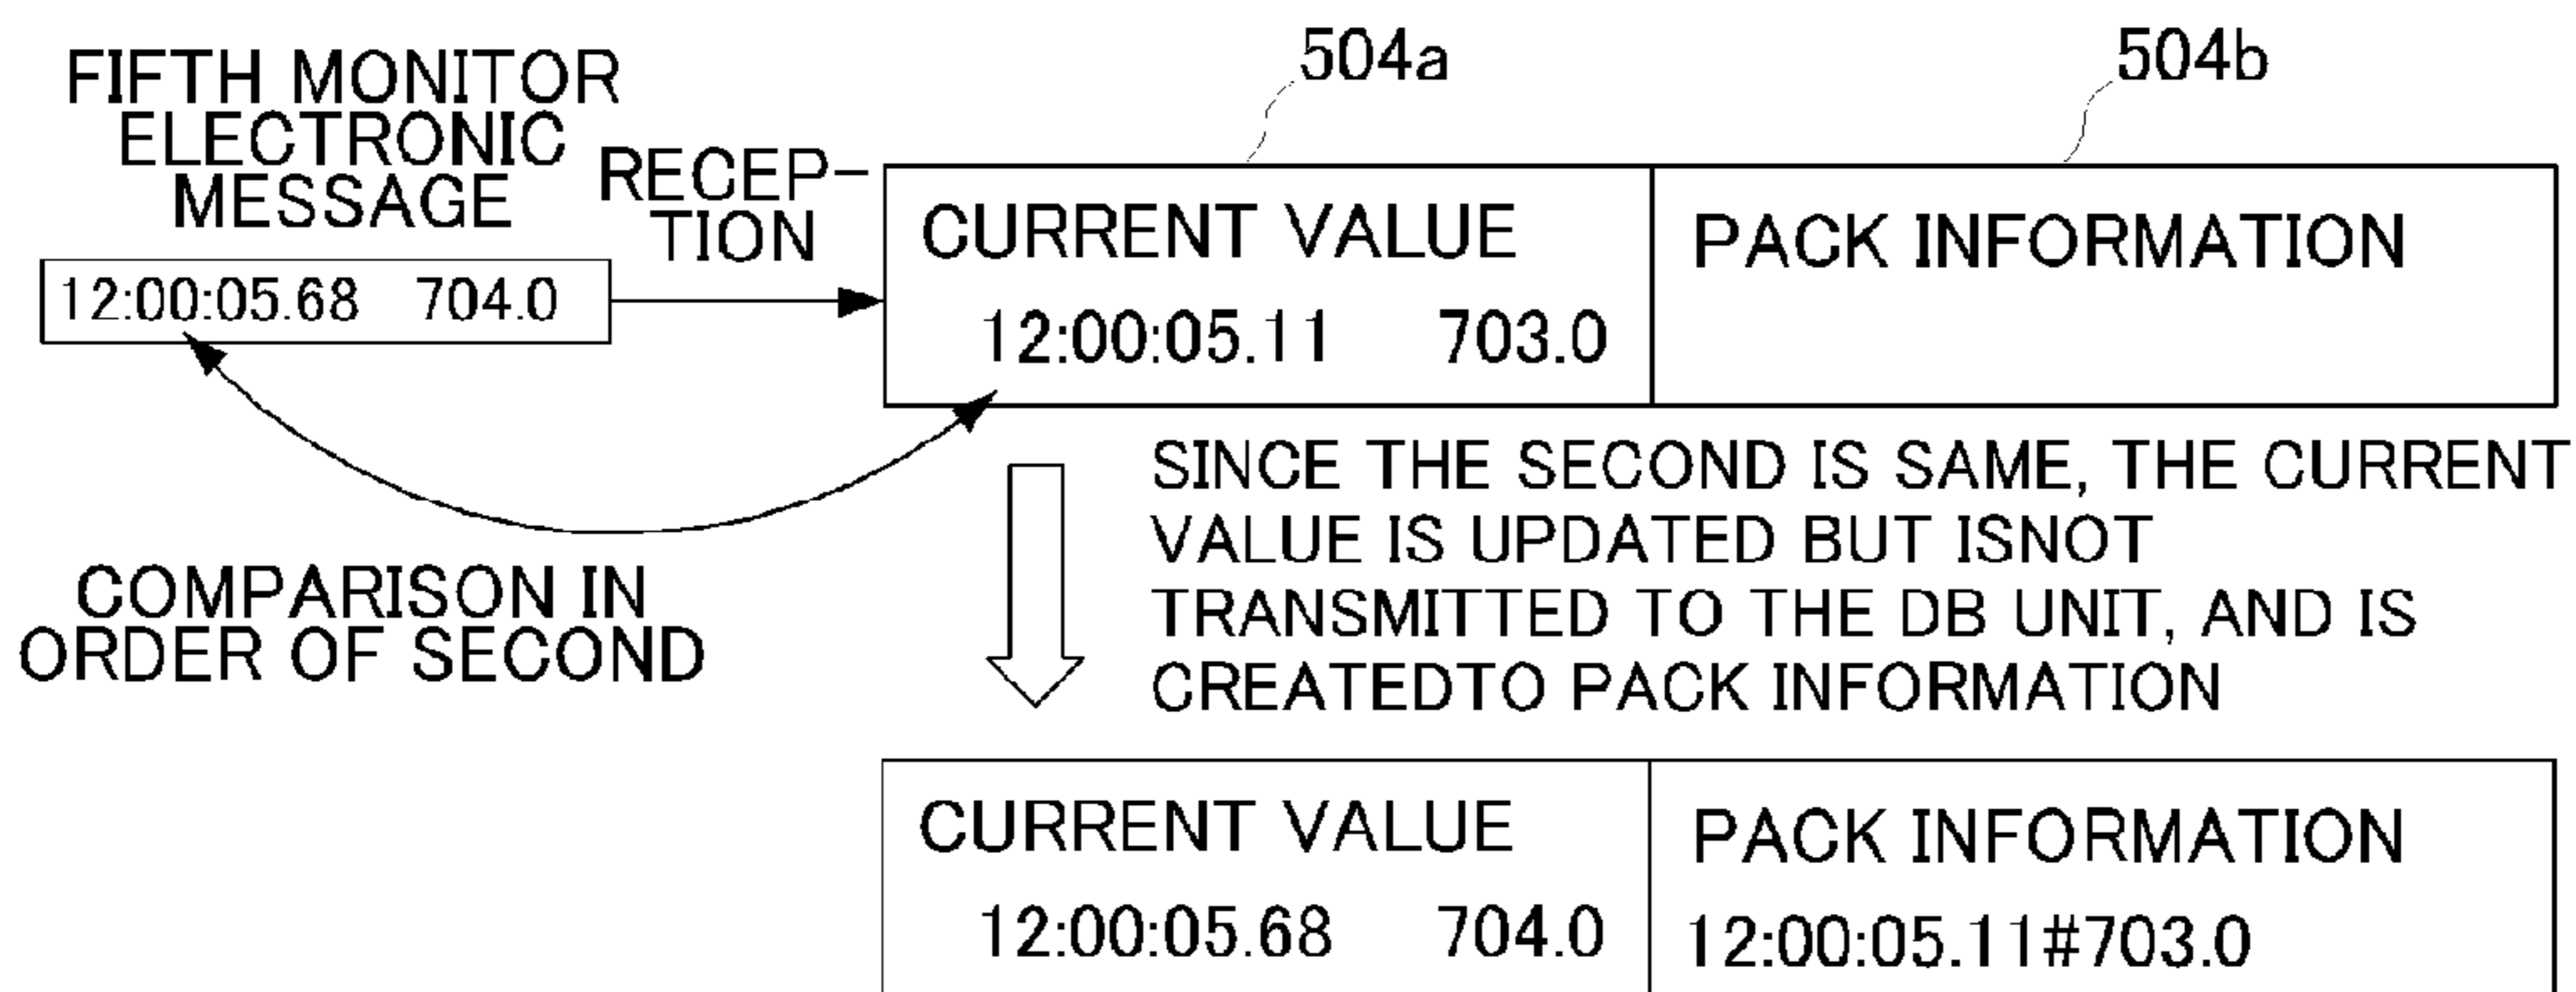 504a
504b
FIFTH MONITOR
ELECTRONIC
MESSAGE
RECEP-
TION
12:00:05.68 704.0
CURRENT VALUE
12:00:05.11 703.0
PACK INFORMATION
COMPARISON IN
ORDER OF SECOND
SINCE THE SECOND IS SAME, THE CURRENT
VALUE IS UPDATED BUT ISNOT
TRANSMITTED TO THE DB UNIT, AND IS
CREATEDTO PACK INFORMATION
CURRENT VALUE
12:00:05.68 704.0
PACK INFORMATION
12:00:05.11#703.0